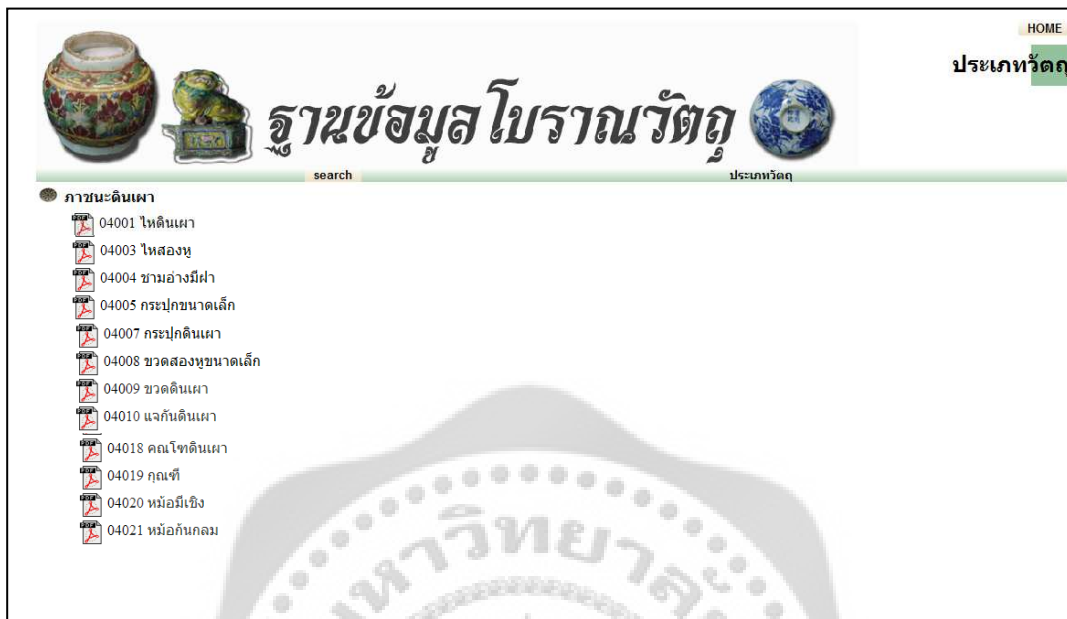 HOME
ประเภทวัตถุ
ฐานข้อมูลโบราณวัตถุ
search ประเภทวัตถุ
ภาชนะดินเผา
04001 ไหดินเผา
04003 ไหสองหู
04004 ชามอ่างมีฝา
04005 กระปุกขนาดเล็ก
04007 กระปุกดินเผา
04008 ขวดสองหูขนาดเล็ก
04009 ขวดดินเผา
04010 แจกันดินเผา
04018 คณโฑดินเผา
04019 กุณฑี
04020 หม้อมีเชิง
04021 หม้อก้นกลม